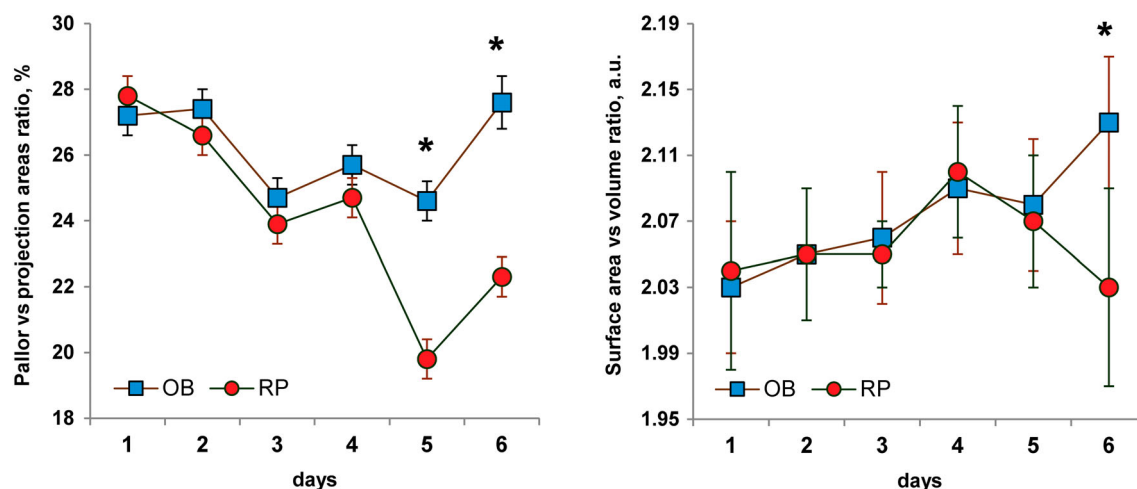 Pallor vs projection areas ratio, %
30
28
26
24
22
20
18
*
*
OB RP
1 2 3 4 5 6
days
Surface area vs volume ratio, a.u.
2.19
2.15
2.11
2.07
2.03
1.99
1.95
*
OB RP
1 2 3 4 5 6
days